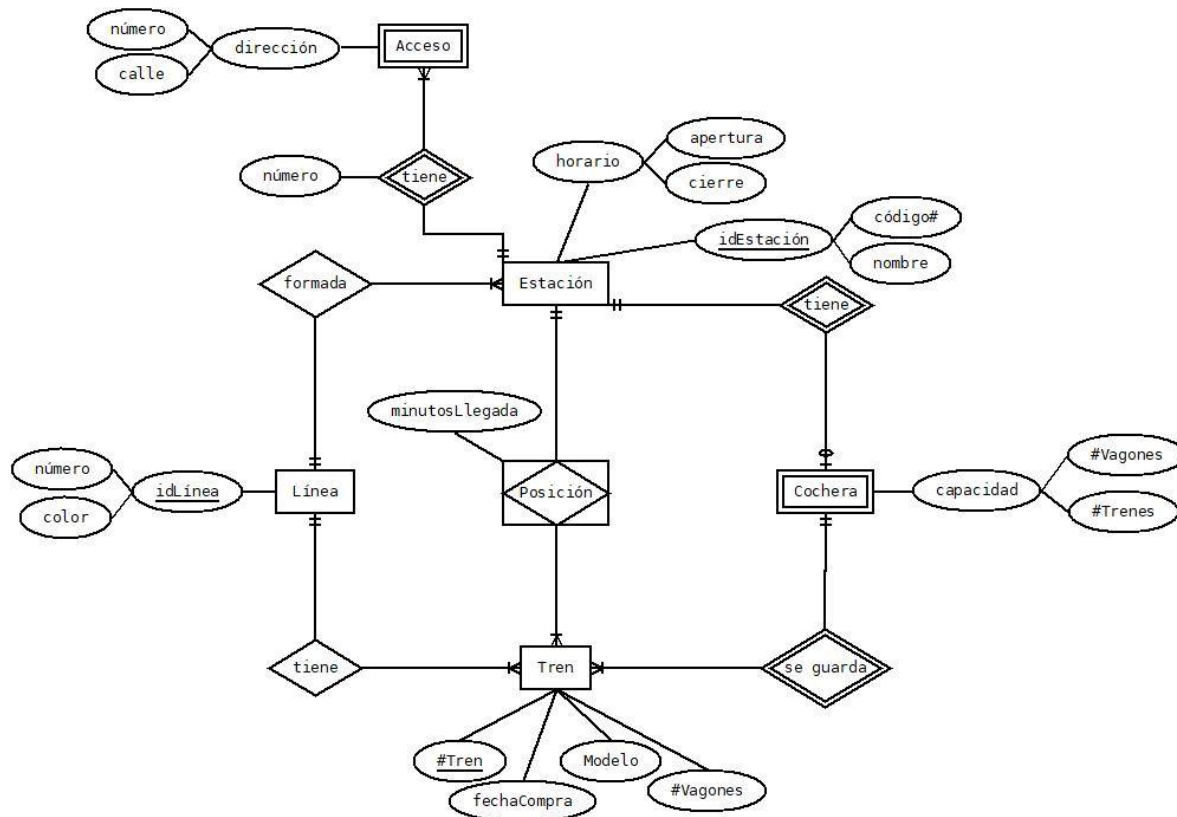 número
dirección
Acceso
calle
número
tiene
horario
apertura
cierre
idEstación
código#
nombre
formada
Estación
tiene
minutosLlegada
número
idLínea
color
Línea
Posición
Cochera
capacidad
#Vagones
#Trenes
tiene
Tren
se guarda
#Tren
Modelo
fechaCompra
#Vagones